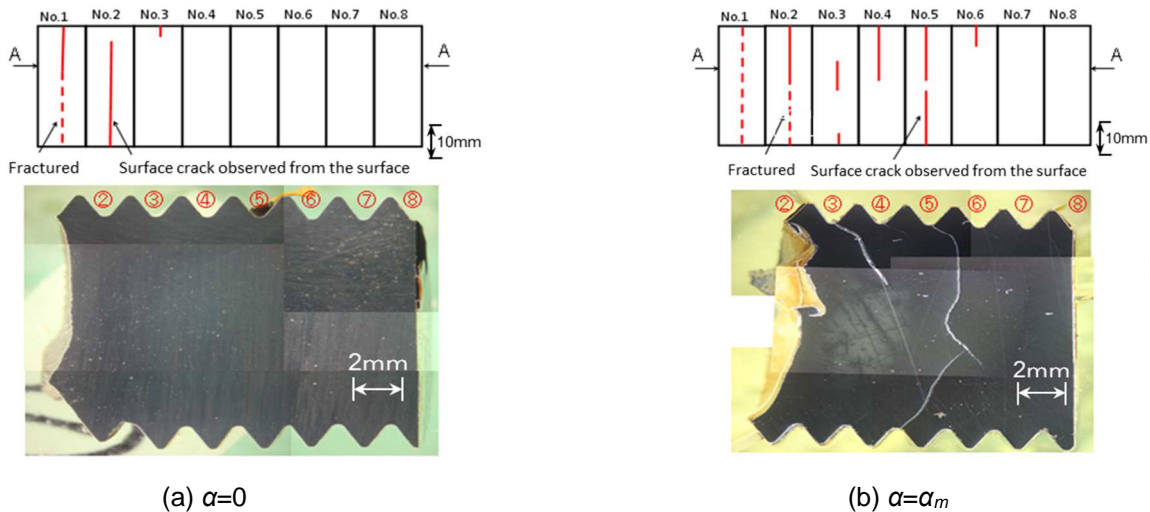 No.1 No.2 No.3 No.4 No.5 No.6 No.7 No.8
A A
10mm
Fractured Surface crack observed from the surface
② ③ ④ ⑤ ⑥ ⑦ ⑧
2mm
(a) α=0
No.1 No.2 No.3 No.4 No.5 No.6 No.7 No.8
A A
10mm
Fractured Surface crack observed from the surface
② ③ ④ ⑤ ⑥ ⑦ ⑧
2mm
(b) α=αm